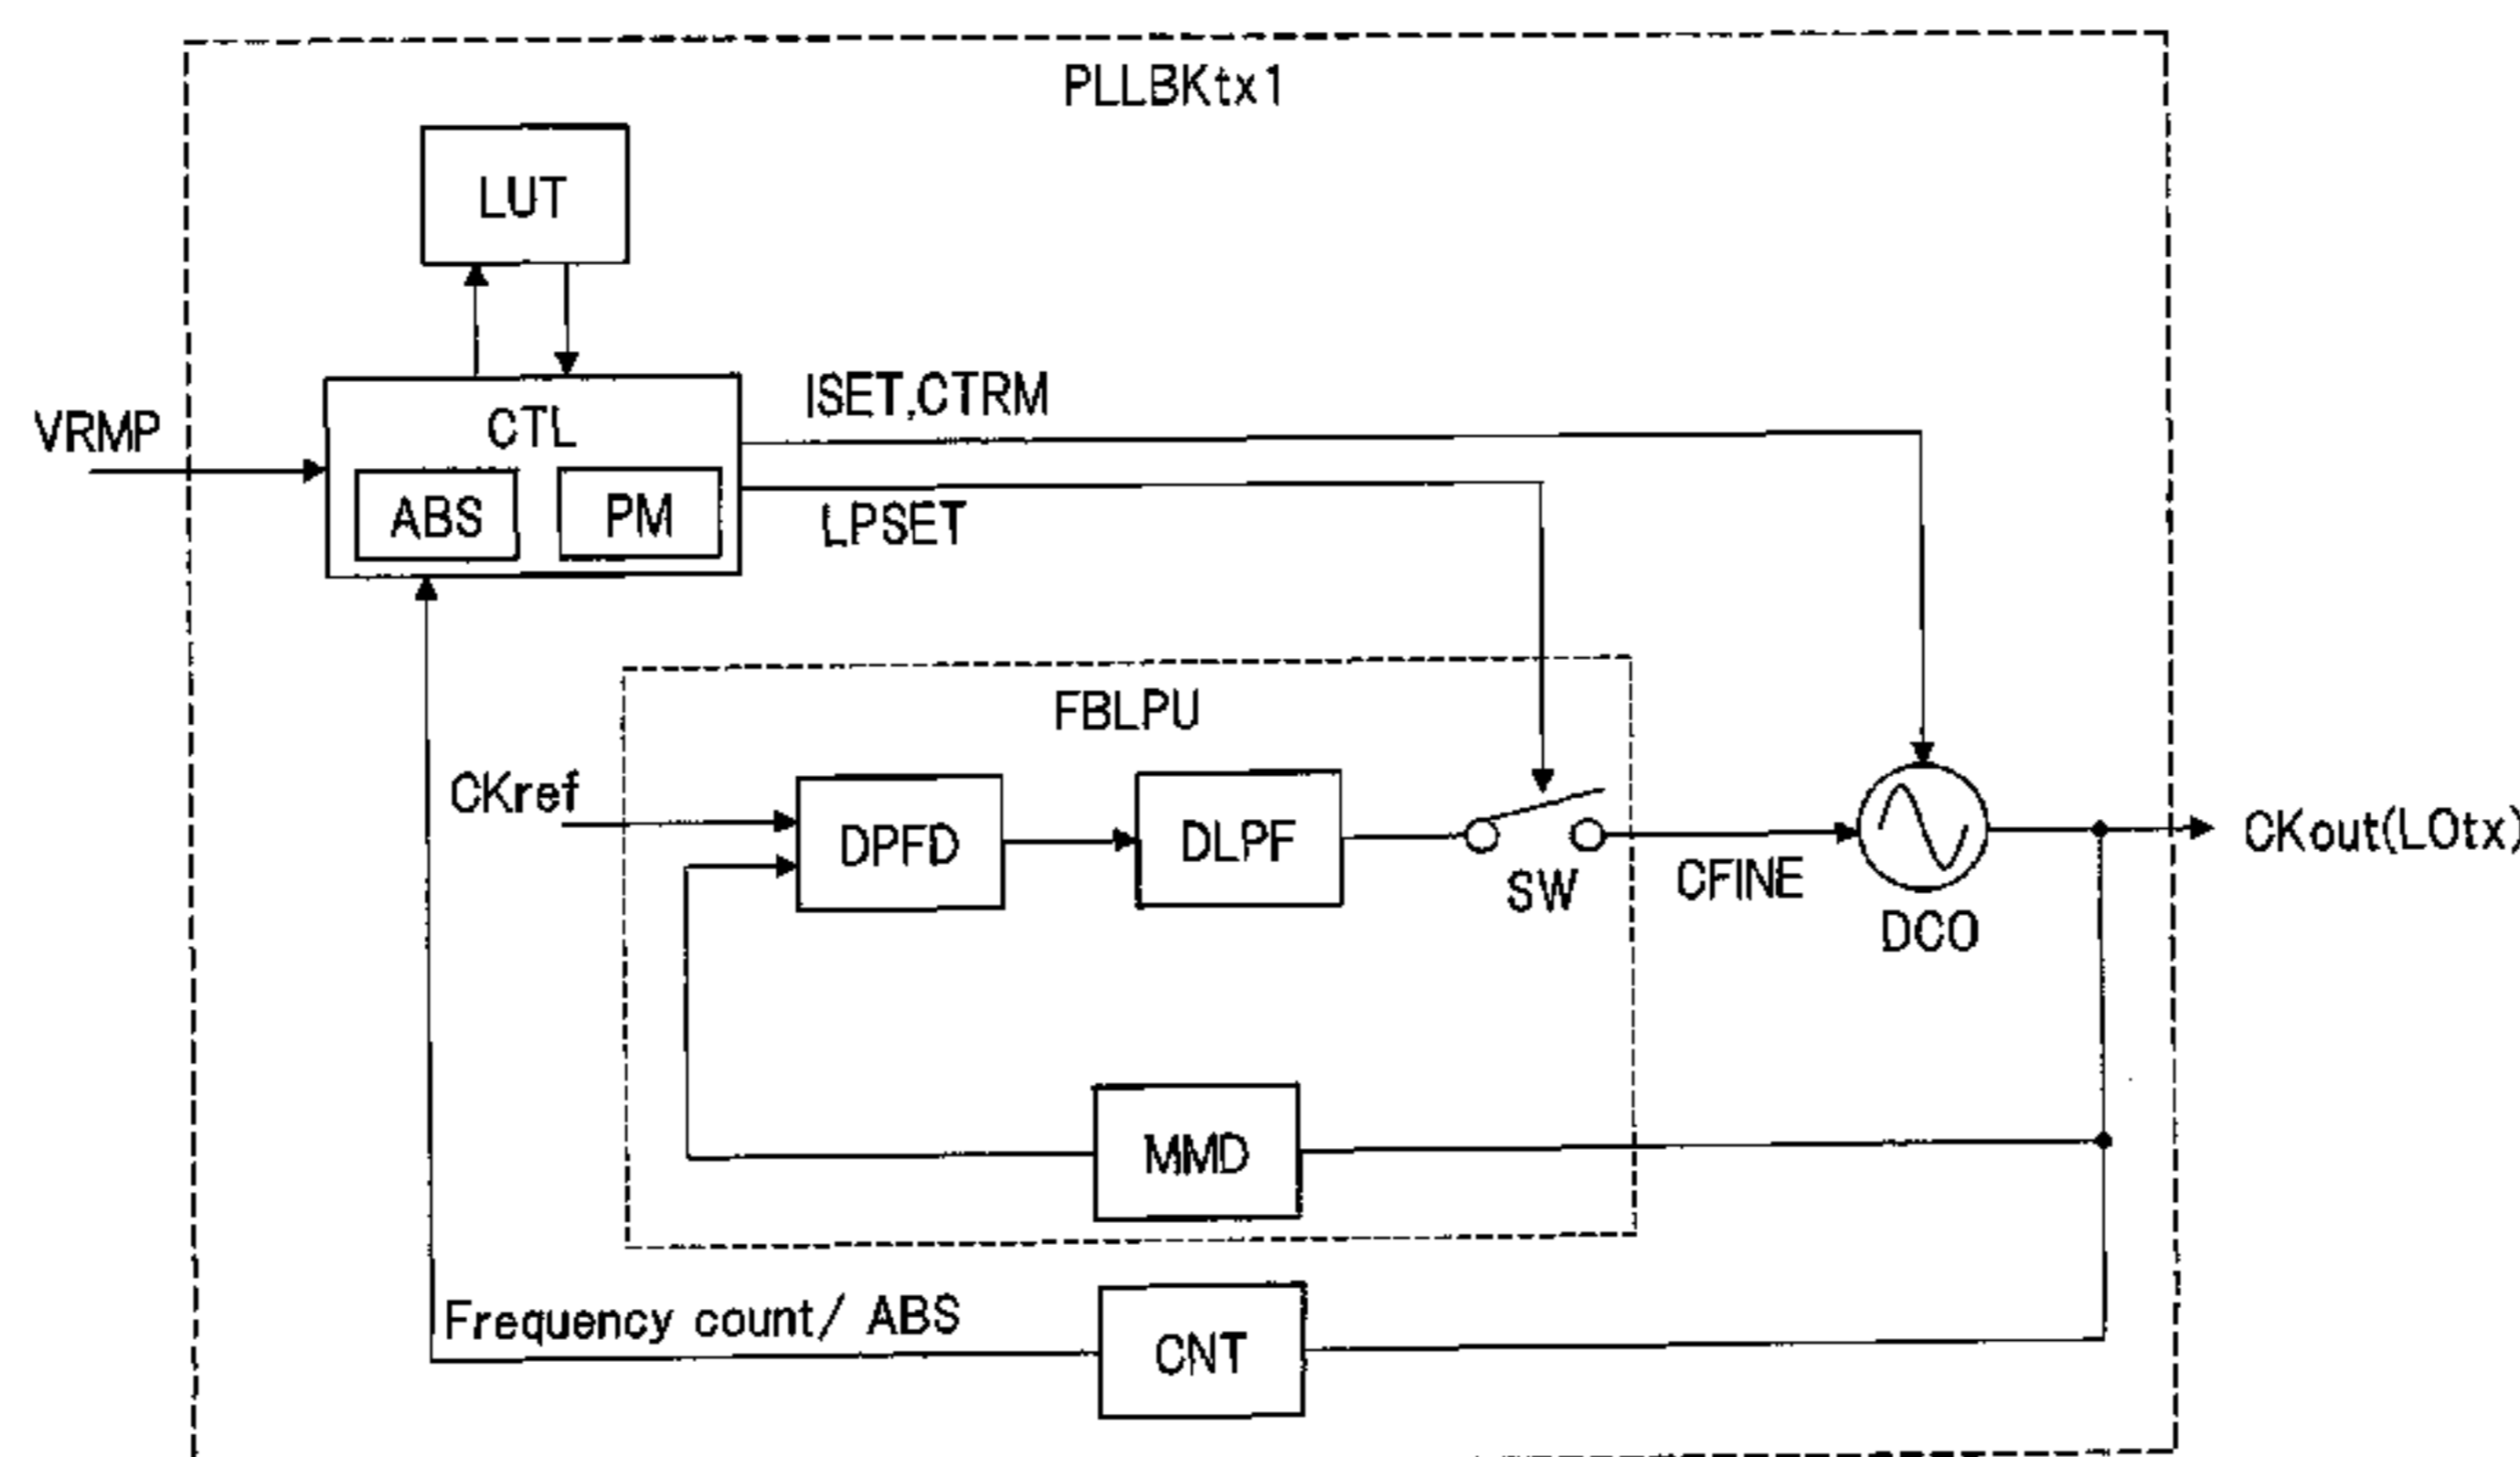 PLLBKtx1
LUT
VRMP
CTL
ISET,CTRM
ABS
PM
LPSET
FBLPU
CKref
DPFD
DLPF
SW
CFINE
DCO
CKout(LOtx)
MMD
Frequency count/ ABS
CNT